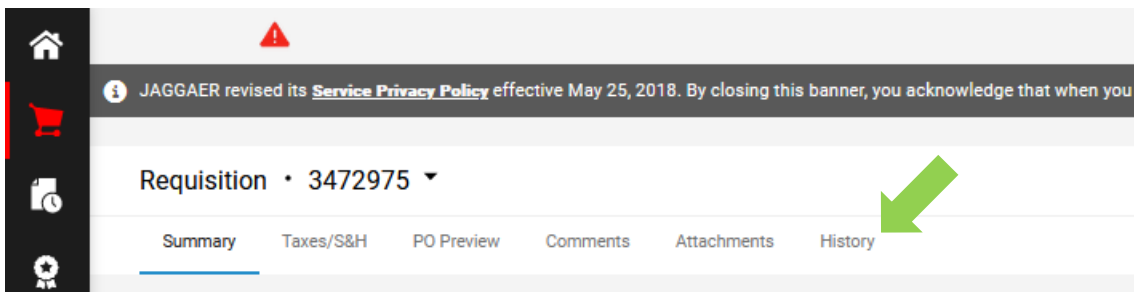 JAGGAER revised its Service Privacy Policy effective May 25, 2018. By closing this banner, you acknowledge that when you
Requisition • 3472975
Summary Taxes/S&H PO Preview Comments Attachments History